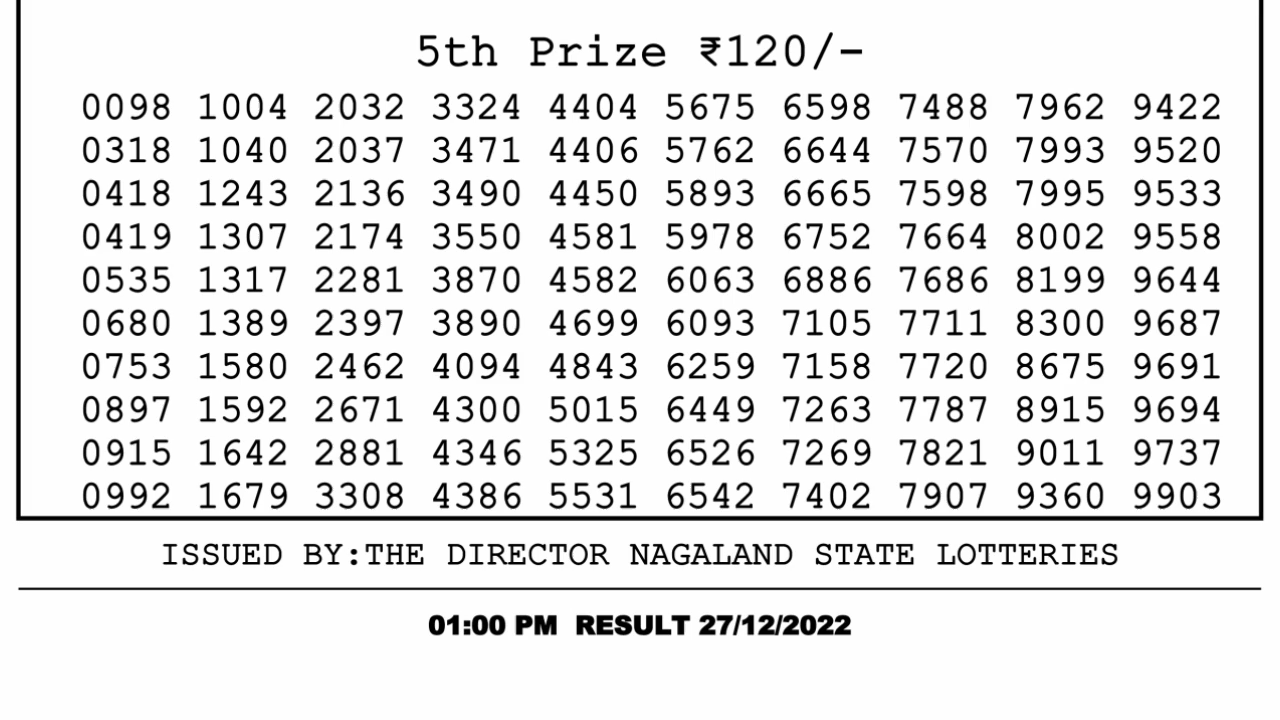 5th Prize ₹120/-
0098 1004 2032 3324 4404 5675 6598 7488 7962 9422
0318 1040 2037 3471 4406 5762 6644 7570 7993 9520
0418 1243 2136 3490 4450 5893 6665 7598 7995 9533
0419 1307 2174 3550 4581 5978 6752 7664 8002 9558
0535 1317 2281 3870 4582 6063 6886 7686 8199 9644
0680 1389 2397 3890 4699 6093 7105 7711 8300 9687
0753 1580 2462 4094 4843 6259 7158 7720 8675 9691
0897 1592 2671 4300 5015 6449 7263 7787 8915 9694
0915 1642 2881 4346 5325 6526 7269 7821 9011 9737
0992 1679 3308 4386 5531 6542 7402 7907 9360 9903
ISSUED BY:THE DIRECTOR NAGALAND STATE LOTTERIES
01:00 PM RESULT 27/12/2022